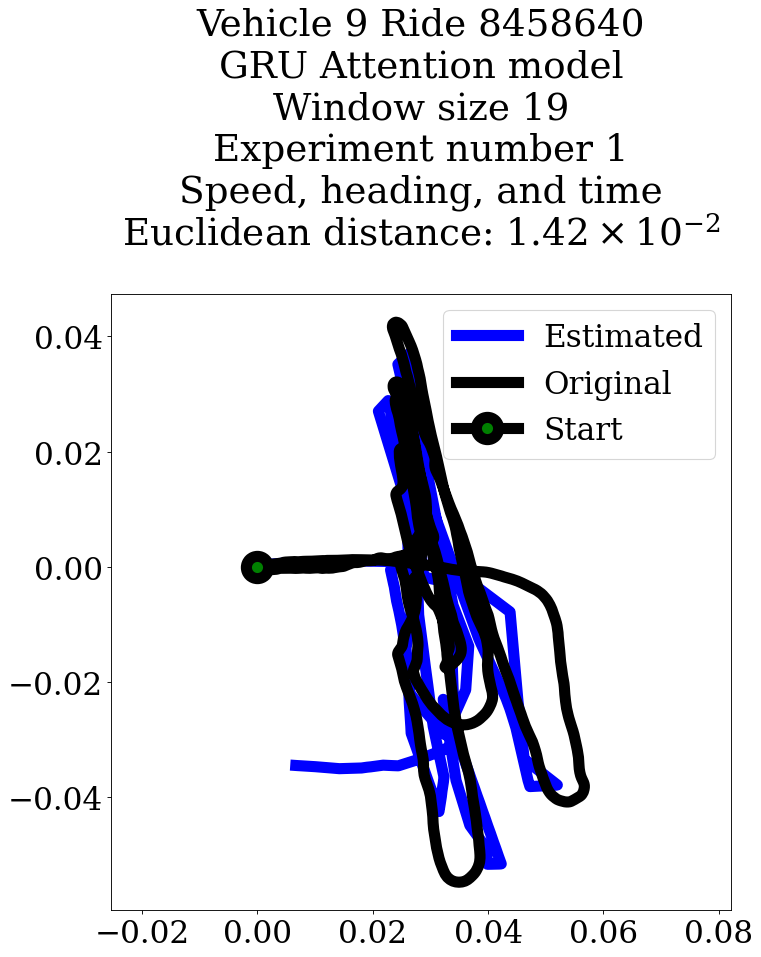 Vehicle 9 Ride 8458640
GRU Attention model
Window size 19
Experiment number 1
Speed, heading, and time
Euclidean distance: 1.42 × 10⁻²
Estimated
Original
Start
0.04
0.02
0.00
−0.02
−0.04
−0.02 0.00 0.02 0.04 0.06 0.08